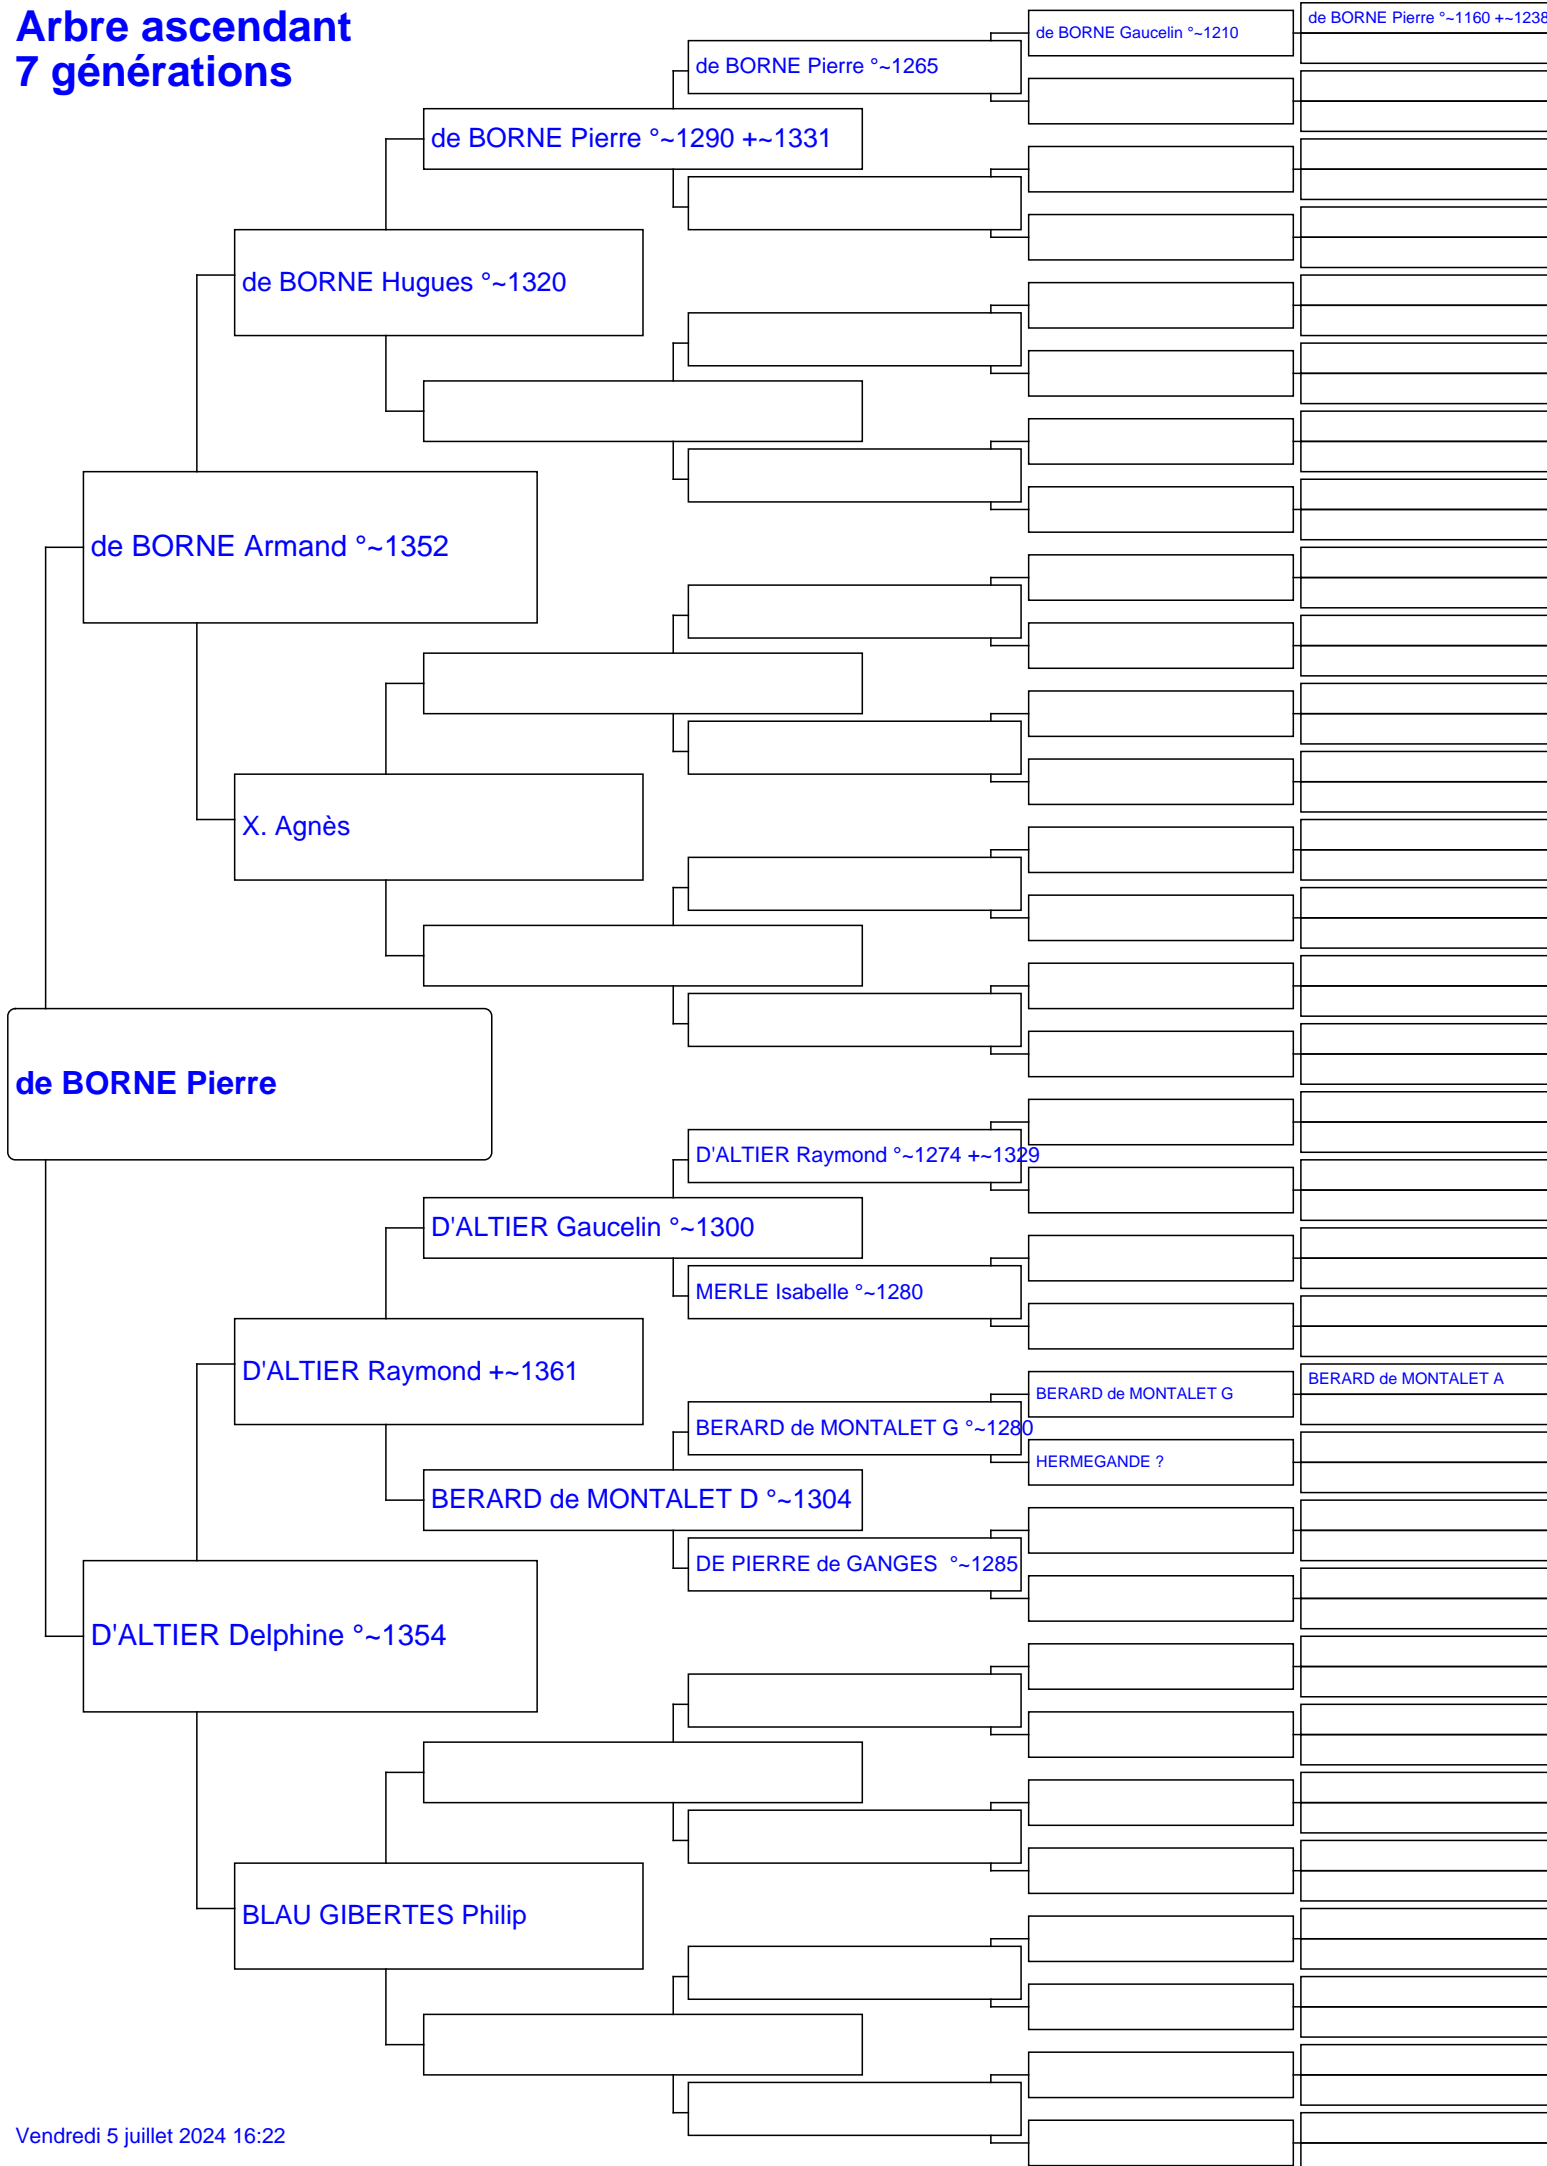 Arbre ascendant
7 générations
de BORNE Pierre °~1160 +~1238
de BORNE Gaucelin °~1210
de BORNE Pierre °~1265
de BORNE Pierre °~1290 +~1331
de BORNE Hugues °~1320
de BORNE Armand °~1352
X. Agnès
de BORNE Pierre
D'ALTIER Raymond °~1274 +~1329
D'ALTIER Gaucelin °~1300
MERLE Isabelle °~1280
D'ALTIER Raymond +~1361
BERARD de MONTALET A
BERARD de MONTALET G
BERARD de MONTALET G °~1280
HERMEGANDE ?
BERARD de MONTALET D °~1304
DE PIERRE de GANGES  °~1285
D'ALTIER Delphine °~1354
BLAU GIBERTES Philip
Vendredi 5 juillet 2024 16:22